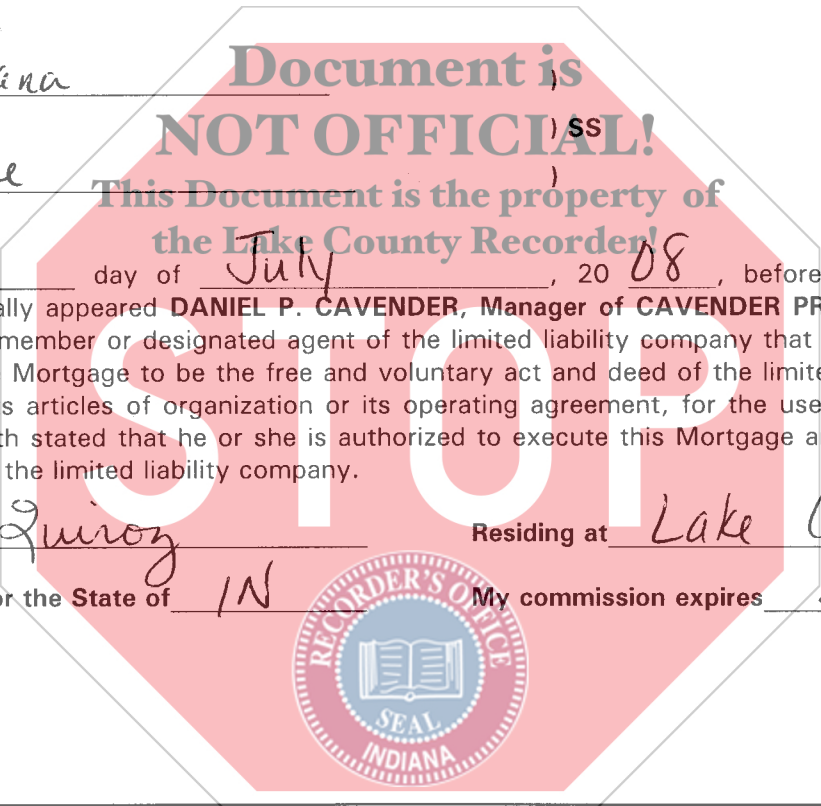 Document is
ana )
NOT OFFICIAL!
) SS
e )
This Document is the property of
the Lake County Recorder!
day of July, 20 08, before
ally appeared DANIEL P. CAVENDER, Manager of CAVENDER PR
member or designated agent of the limited liability company that
Mortgage to be the free and voluntary act and deed of the limite
s articles of organization or its operating agreement, for the use
th stated that he or she is authorized to execute this Mortgage a
the limited liability company.
STOP
Quiroz Residing at Lake
or the State of IN My commission expires
RECORDER'S OFFICE
SEAL
INDIANA